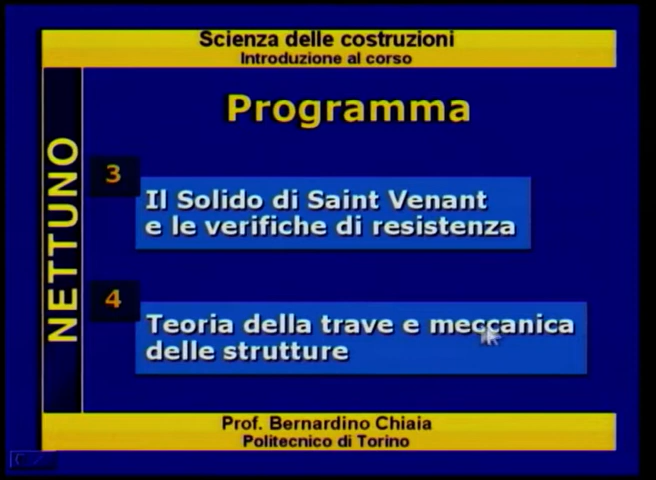 Scienza delle costruzioni
Introduzione al corso
Programma
NETTUNO
3
Il Solido di Saint Venant
e le verifiche di resistenza
4
Teoria della trave e meccanica
delle strutture
Prof. Bernardino Chiaia
Politecnico di Torino